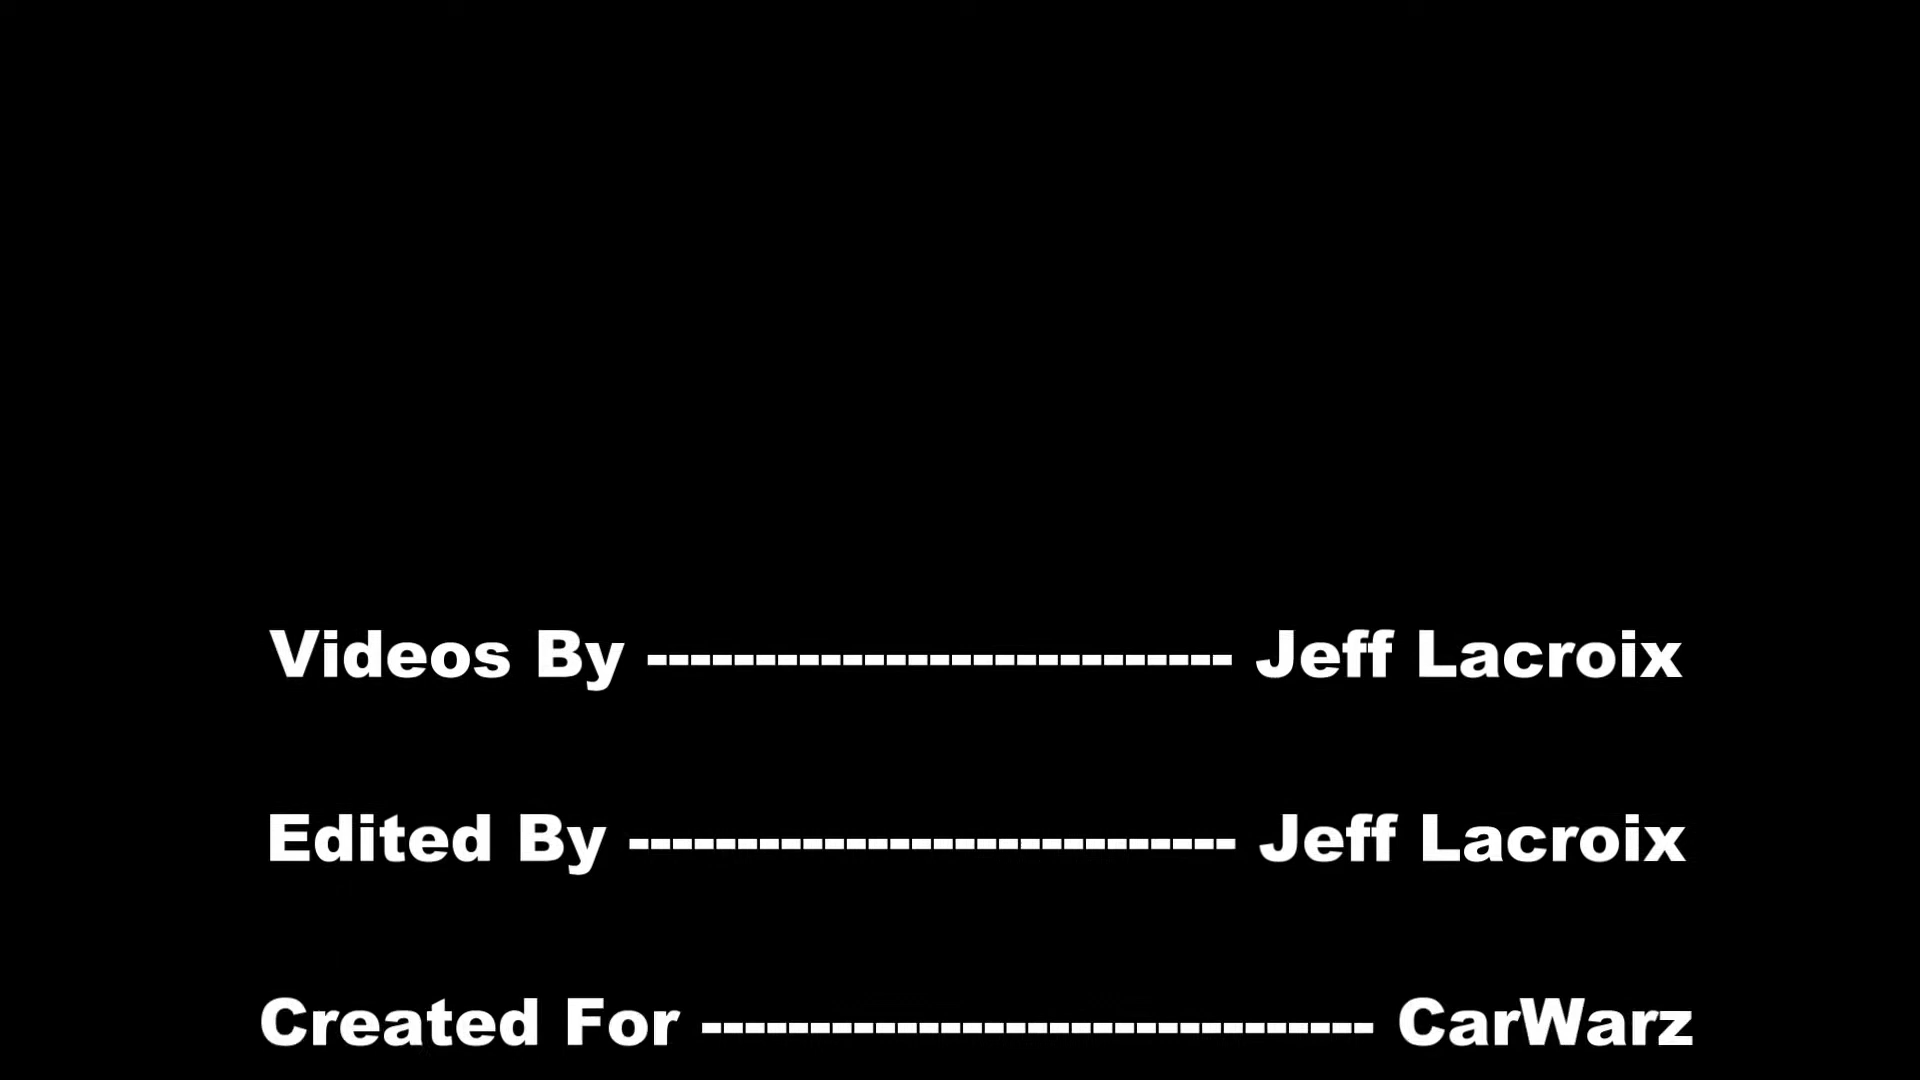 Videos By --------------------------- Jeff Lacroix
Edited By ---------------------------- Jeff Lacroix
Created For ------------------------------- CarWarz